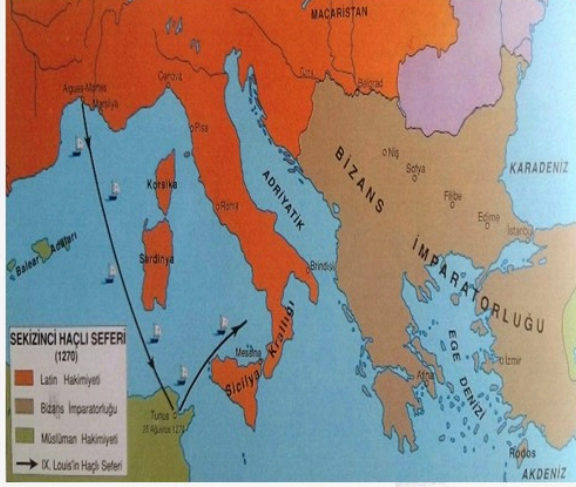 MACARİSTAN
Aigues-Mortes
Marsilya
Cenova
Belgrad
Pisa
BİZANS
Niş
Sofya
KARADENİZ
Korsika
ADRİYATİK
Filibe
Roma
Edirne
İstanbul
İMPARATORLUĞU
Balear Adaları
Sardinya
Brindisi
SEKİZİNCİ HAÇLI SEFERİ
(1270)
Latin Hakimiyeti
Bizans İmparatorluğu
Müslüman Hakimiyeti
IX. Louis'in Haçlı Seferi
Messina
Sicilya Krallığı
EGE DENİZİ
İzmir
Atina
Tunus
25 Ağustos 1270
Rodos
AKDENİZ